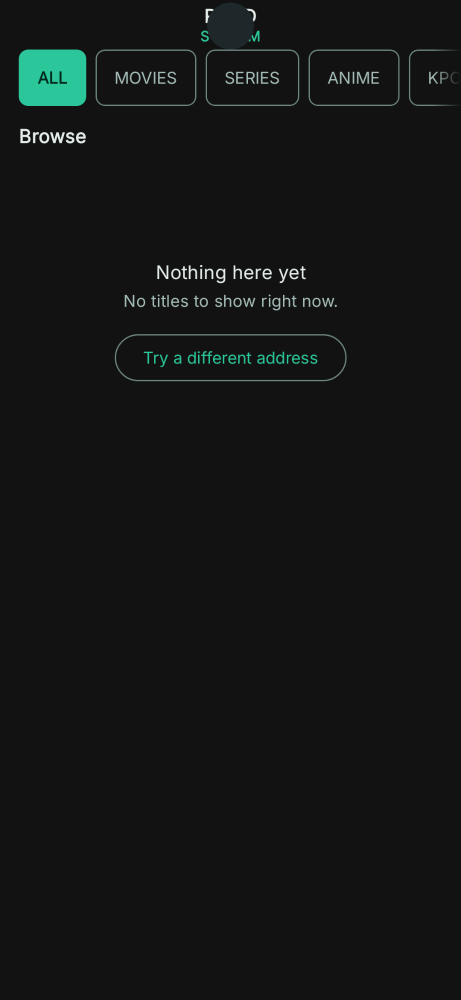 ALL MOVIES SERIES ANIME
Browse
Nothing here yet
No titles to show right now.
Try a different address